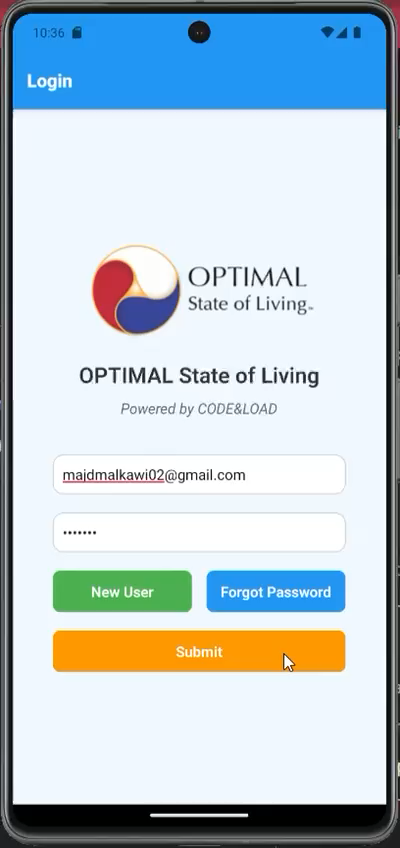 10:36
Login
OPTIMAL
State of Living™
OPTIMAL State of Living
Powered by CODE&LOAD
majdmalkawi02@gmail.com
•••••••
New User
Forgot Password
Submit